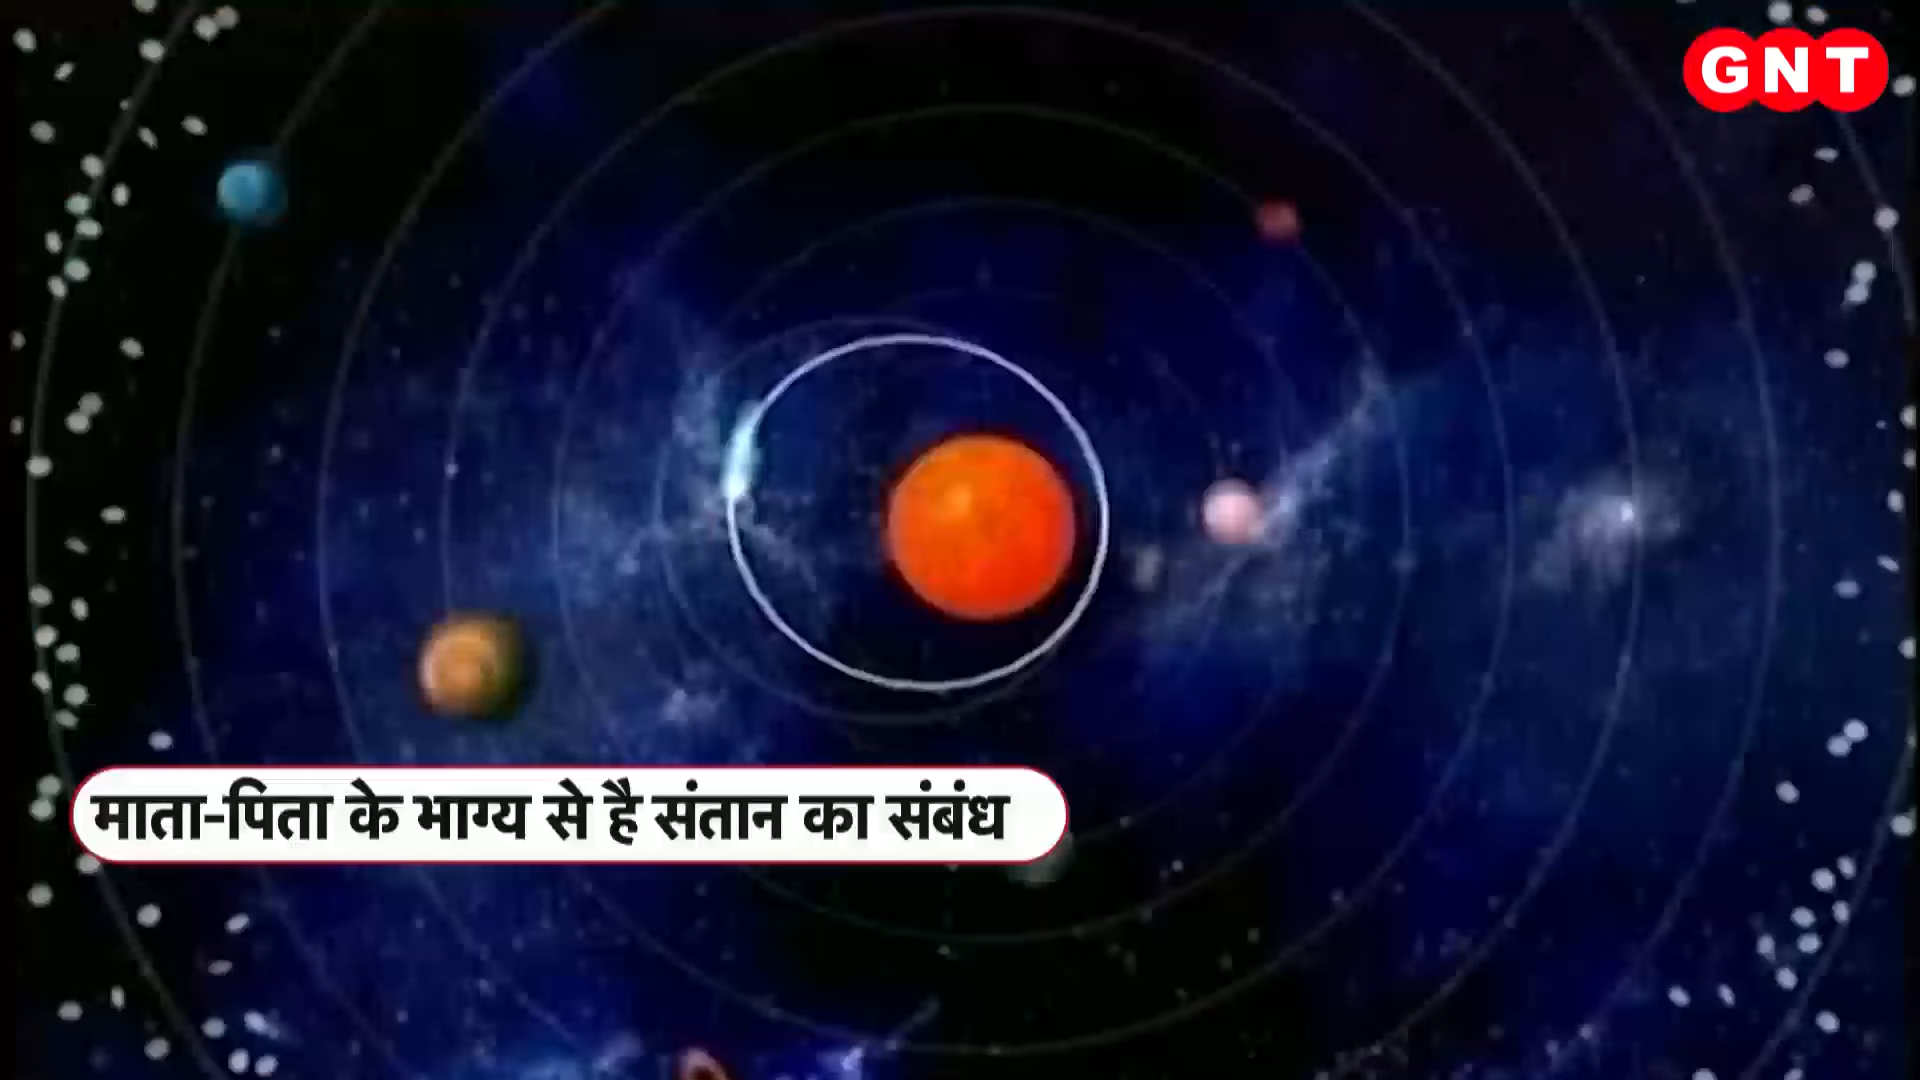 GNT
माता-पिता के भाग्य से है संतान का संबंध